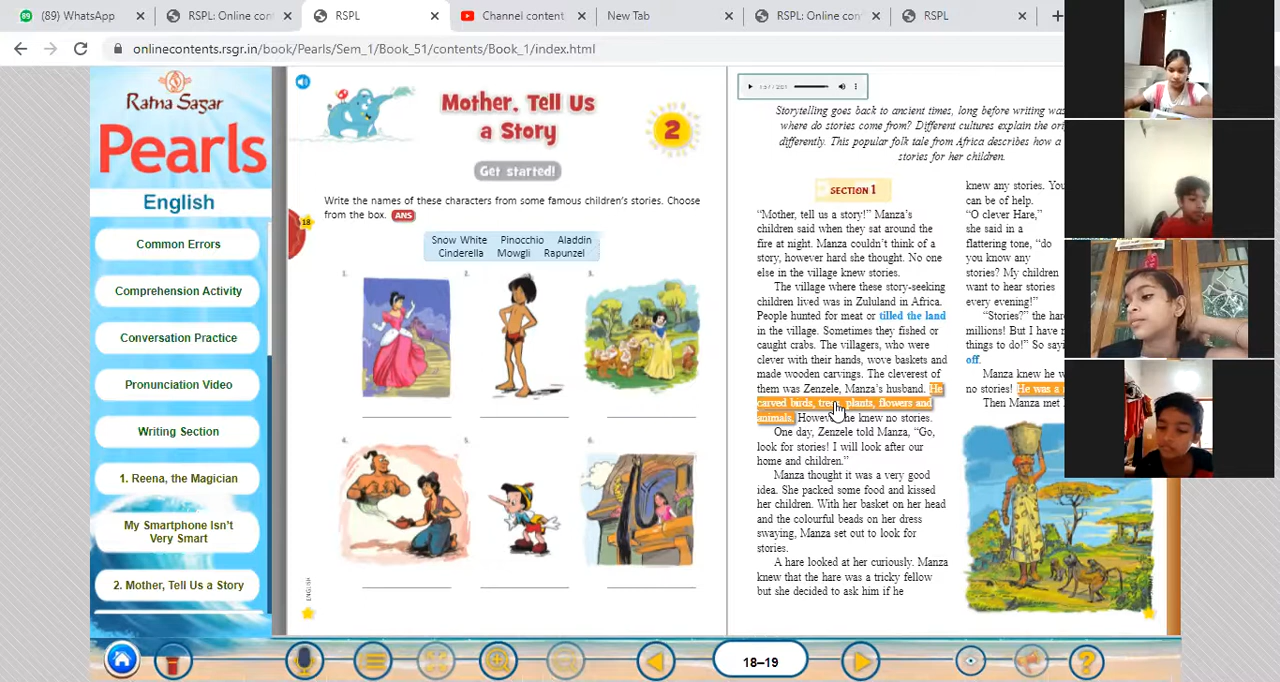 (89) WhatsApp
RSPL: Online con
RSPL
Channel content
New Tab
RSPL: Online con
RSPL
onlinecontents.rsgr.in/book/Pearls/Sem_1/Book_51/contents/Book_1/index.html
Ratna Sagar
Pearls
English
Common Errors
Comprehension Activity
Conversation Practice
Pronunciation Video
Writing Section
1. Reena, the Magician
My Smartphone Isn't
Very Smart
2. Mother, Tell Us a Story
Mother, Tell Us
a Story
2
Get started!
18
Write the names of these characters from some famous children's stories. Choose
from the box. ANS
Snow White Pinocchio Aladdin
Cinderella Mowgli Rapunzel
1.
2.
3.
4.
5.
6.
ENGLISH
Storytelling goes back to ancient times, long before writing was
where do stories come from? Different cultures explain the ori
differently. This popular folk tale from Africa describes how a
stories for her children.
SECTION 1
"Mother, tell us a story!" Manza's
children said when they sat around the
fire at night. Manza couldn't think of a
story, however hard she thought. No one
else in the village knew stories.
The village where these story-seeking
children lived was in Zululand in Africa.
People hunted for meat or tilled the land
in the village. Sometimes they fished or
caught crabs. The villagers, who were
clever with their hands, wove baskets and
made wooden carvings. The cleverest of
them was Zenzele, Manza's husband. He
carved birds, trees, plants, flowers and
animals. However, he knew no stories.
One day, Zenzele told Manza, "Go,
look for stories! I will look after our
home and children."
Manza thought it was a very good
idea. She packed some food and kissed
her children. With her basket on her head
and the colourful beads on her dress
swaying, Manza set out to look for
stories.
A hare looked at her curiously. Manza
knew that the hare was a tricky fellow
but she decided to ask him if he
knew any stories. You
can be of help.
"O clever Hare,"
she said in a
flattering tone, "do
you know any
stories? My children
want to hear stories
every evening!"
"Stories?" the har
millions! But I have
things to do!" So sayi
off.
Manza knew he w
no stories! He was a
Then Manza met
18–19